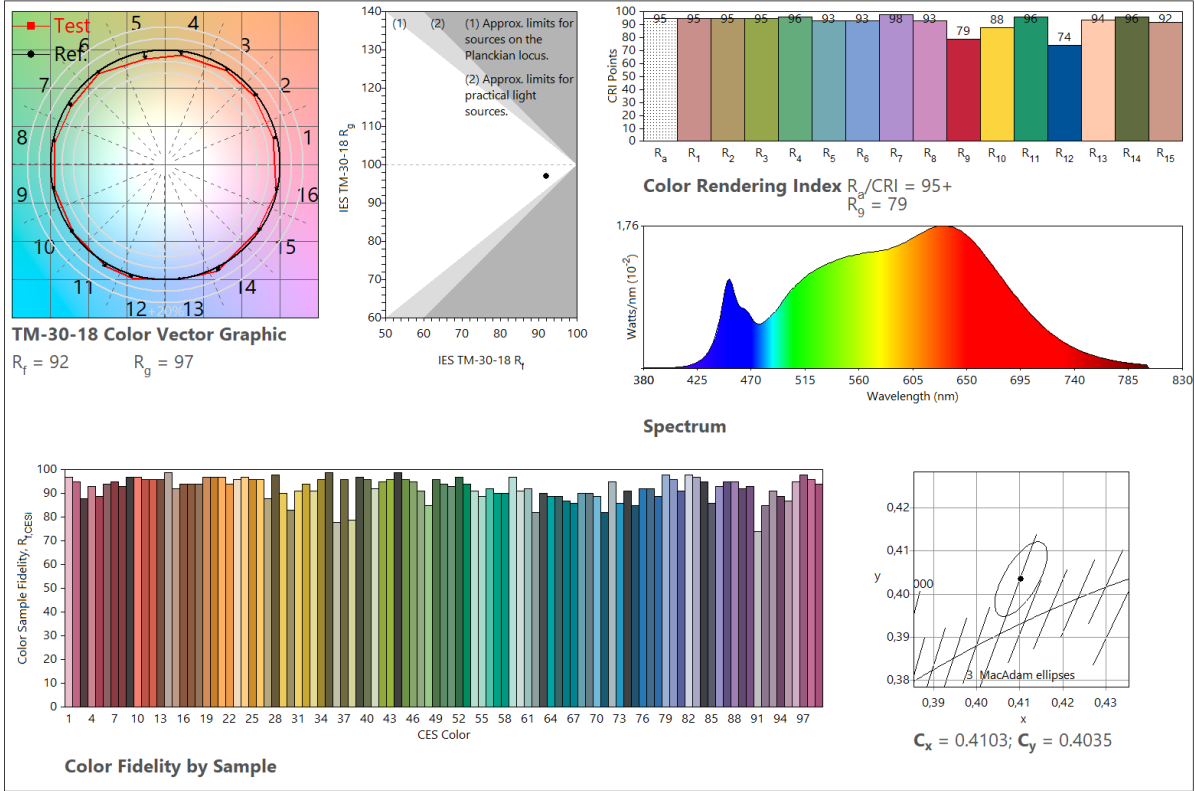 Test
Ref.
1
2
3
4
5
6
7
8
9
10
11
12
13
14
15
16
+20%
TM-30-18 Color Vector Graphic
Rf = 92 Rg = 97
140
130
120
110
100
90
80
70
60
IES TM-30-18 Rg
(1) (2) (1) Approx. limits for
sources on the
Planckian locus.
(2) Approx. limits for
practical light
sources.
50 60 70 80 90 100
IES TM-30-18 Rf
100
90
80
70
60
50
40
30
20
10
0
CRI Points
95 95 95 95 96 93 93 98 93 79 88 96 74 94 96 92
Ra R1 R2 R3 R4 R5 R6 R7 R8 R9 R10 R11 R12 R13 R14 R15
Color Rendering Index Ra/CRI = 95+
R9 = 79
1,76
Watts/nm (10-2)
380 425 470 515 560 605 650 695 740 785 830
Wavelength (nm)
Spectrum
100
90
80
70
60
50
40
30
20
10
0
Color Sample Fidelity, Rf,CESi
1 4 7 10 13 16 19 22 25 28 31 34 37 40 43 46 49 52 55 58 61 64 67 70 73 76 79 82 85 88 91 94 97
CES Color
Color Fidelity by Sample
0,42
0,41
y
000
0,40
0,39
0,38
3 MacAdam ellipses
0,39 0,40 0,41 0,42 0,43
x
Cx = 0.4103; Cy = 0.4035